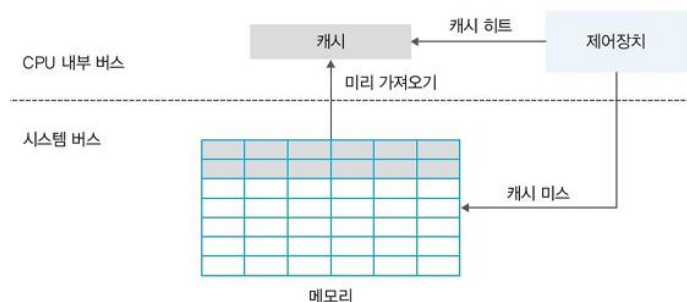 캐시 히트
캐시
제어장치
CPU 내부 버스
미리 가져오기
시스템 버스
캐시 미스
메모리